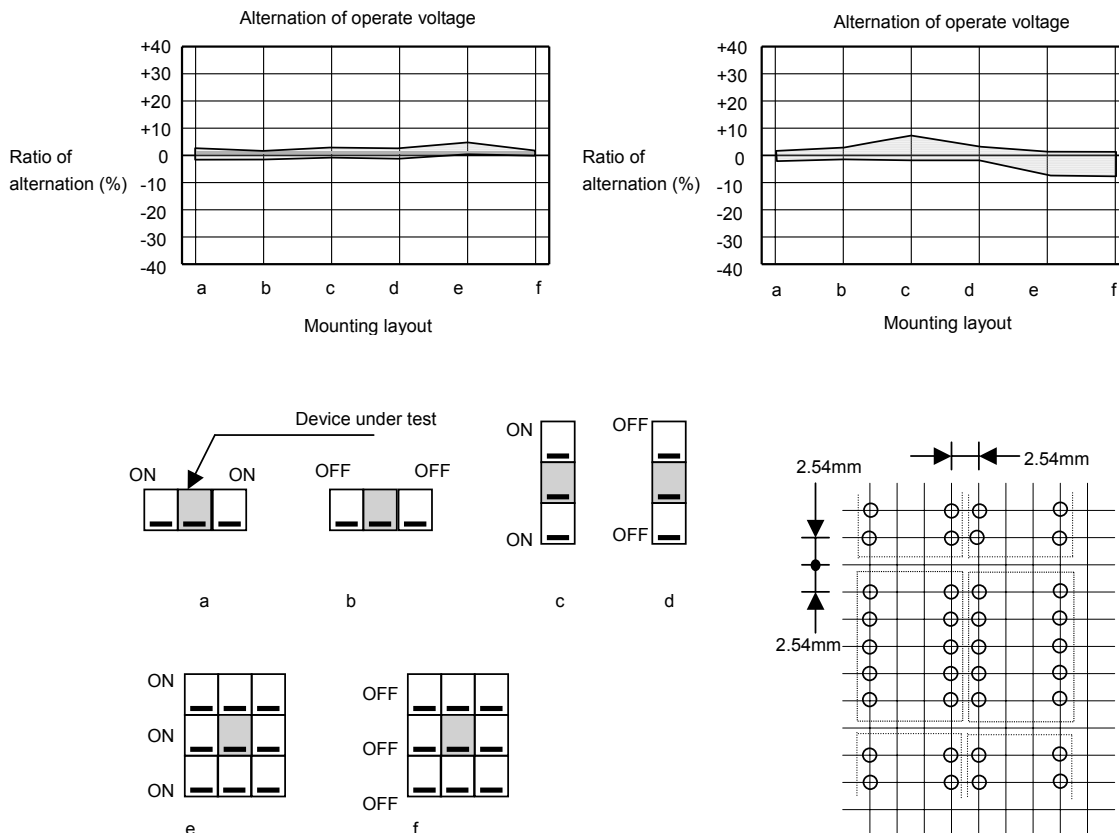 Alternation of operate voltage
+40
+30
+20
+10
0
-10
-20
-30
-40
Ratio of
alternation (%)
a b c d e f
Mounting layout
Alternation of operate voltage
+40
+30
+20
+10
0
-10
-20
-30
-40
Ratio of
alternation (%)
a b c d e f
Mounting layout
Device under test
ON ON
a
OFF OFF
b
ON
ON
c
OFF
OFF
d
ON
ON
ON
e
OFF
OFF
OFF
f
2.54mm
2.54mm
2.54mm